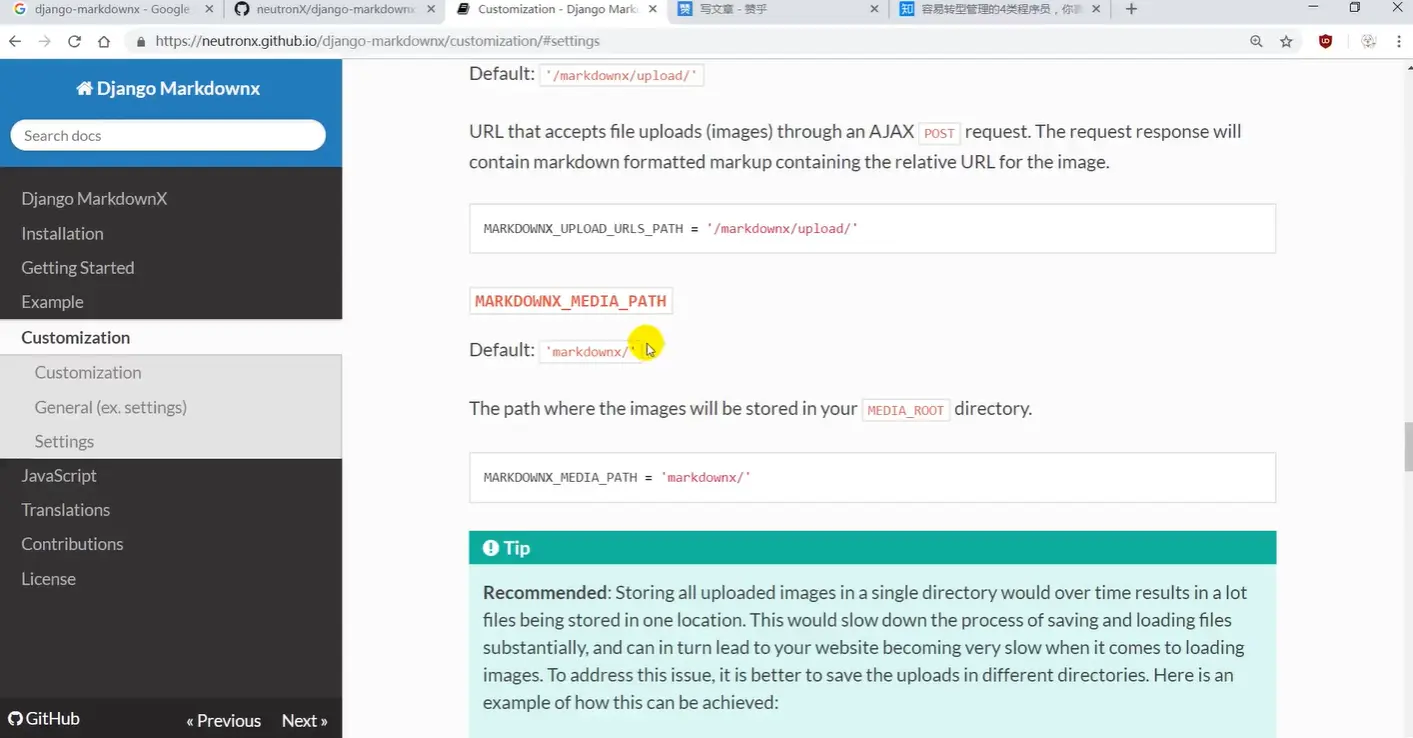 django-markdownx - Google
neutronX/django-markdownx
Customization - Django Mark
写文章 - 赞乎
容易转型管理的4类程序员，你
https://neutronx.github.io/django-markdownx/customization/#settings
Django Markdownx
Search docs
Django MarkdownX
Installation
Getting Started
Example
Customization
Customization
General (ex. settings)
Settings
JavaScript
Translations
Contributions
License
GitHub
« Previous
Next »
Default: '/markdownx/upload/'
URL that accepts file uploads (images) through an AJAX POST request. The request response will
contain markdown formatted markup containing the relative URL for the image.
MARKDOWNX_UPLOAD_URLS_PATH = '/markdownx/upload/'
MARKDOWNX_MEDIA_PATH
Default: 'markdownx/'
The path where the images will be stored in your MEDIA_ROOT directory.
MARKDOWNX_MEDIA_PATH = 'markdownx/'
Tip
Recommended: Storing all uploaded images in a single directory would over time results in a lot
files being stored in one location. This would slow down the process of saving and loading files
substantially, and can in turn lead to your website becoming very slow when it comes to loading
images. To address this issue, it is better to save the uploads in different directories. Here is an
example of how this can be achieved: